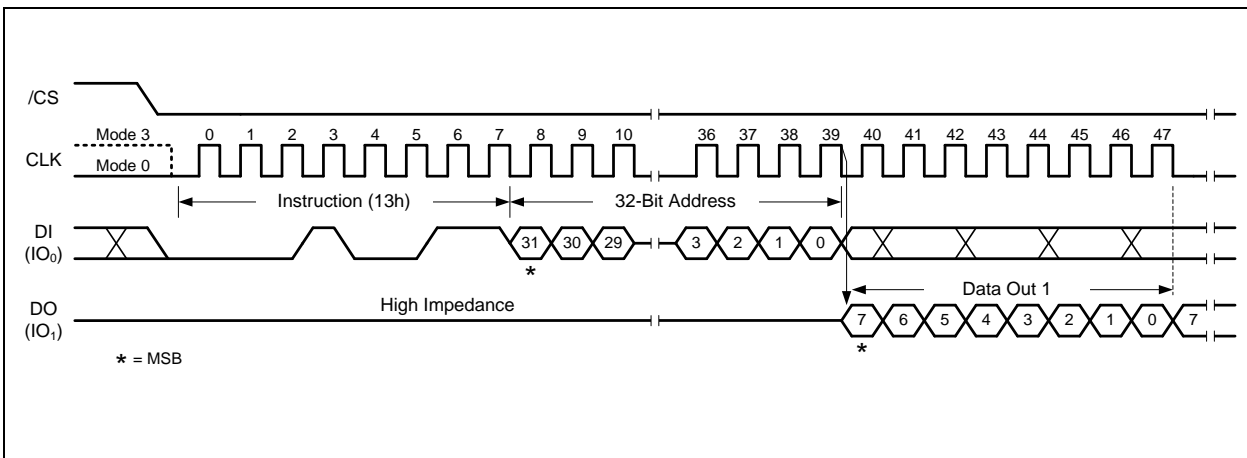 /CS
Mode 3 0 1 2 3 4 5 6 7 8 9 10 36 37 38 39 40 41 42 43 44 45 46 47
CLK
Mode 0
Instruction (13h) 32-Bit Address
DI
(IO₀)
31 30 29 3 2 1 0
*
Data Out 1
High Impedance
DO
(IO₁)
7 6 5 4 3 2 1 0 7
*
* = MSB